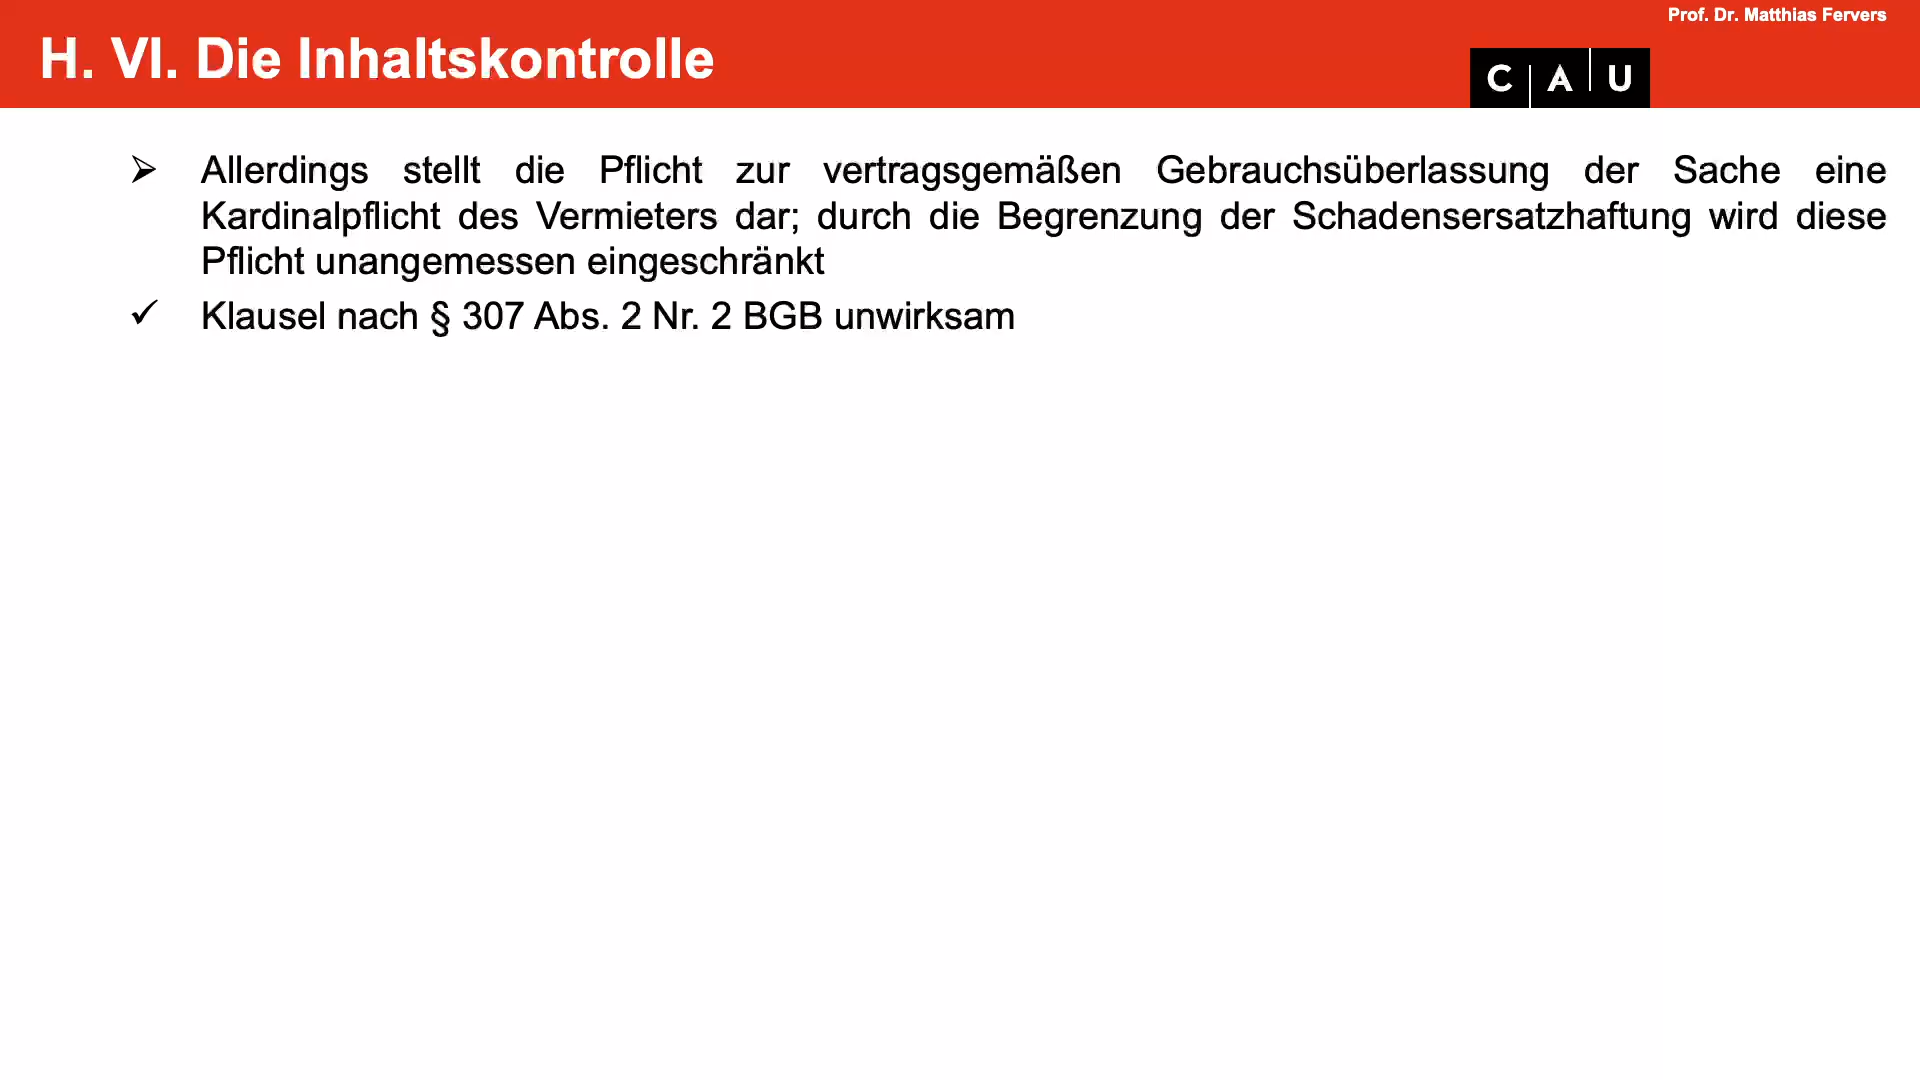 Prof. Dr. Matthias Fervers
H. VI. Die Inhaltskontrolle
C A U
➢ Allerdings stellt die Pflicht zur vertragsgemäßen Gebrauchsüberlassung der Sache eine
Kardinalpflicht des Vermieters dar; durch die Begrenzung der Schadensersatzhaftung wird diese
Pflicht unangemessen eingeschränkt
✓ Klausel nach § 307 Abs. 2 Nr. 2 BGB unwirksam